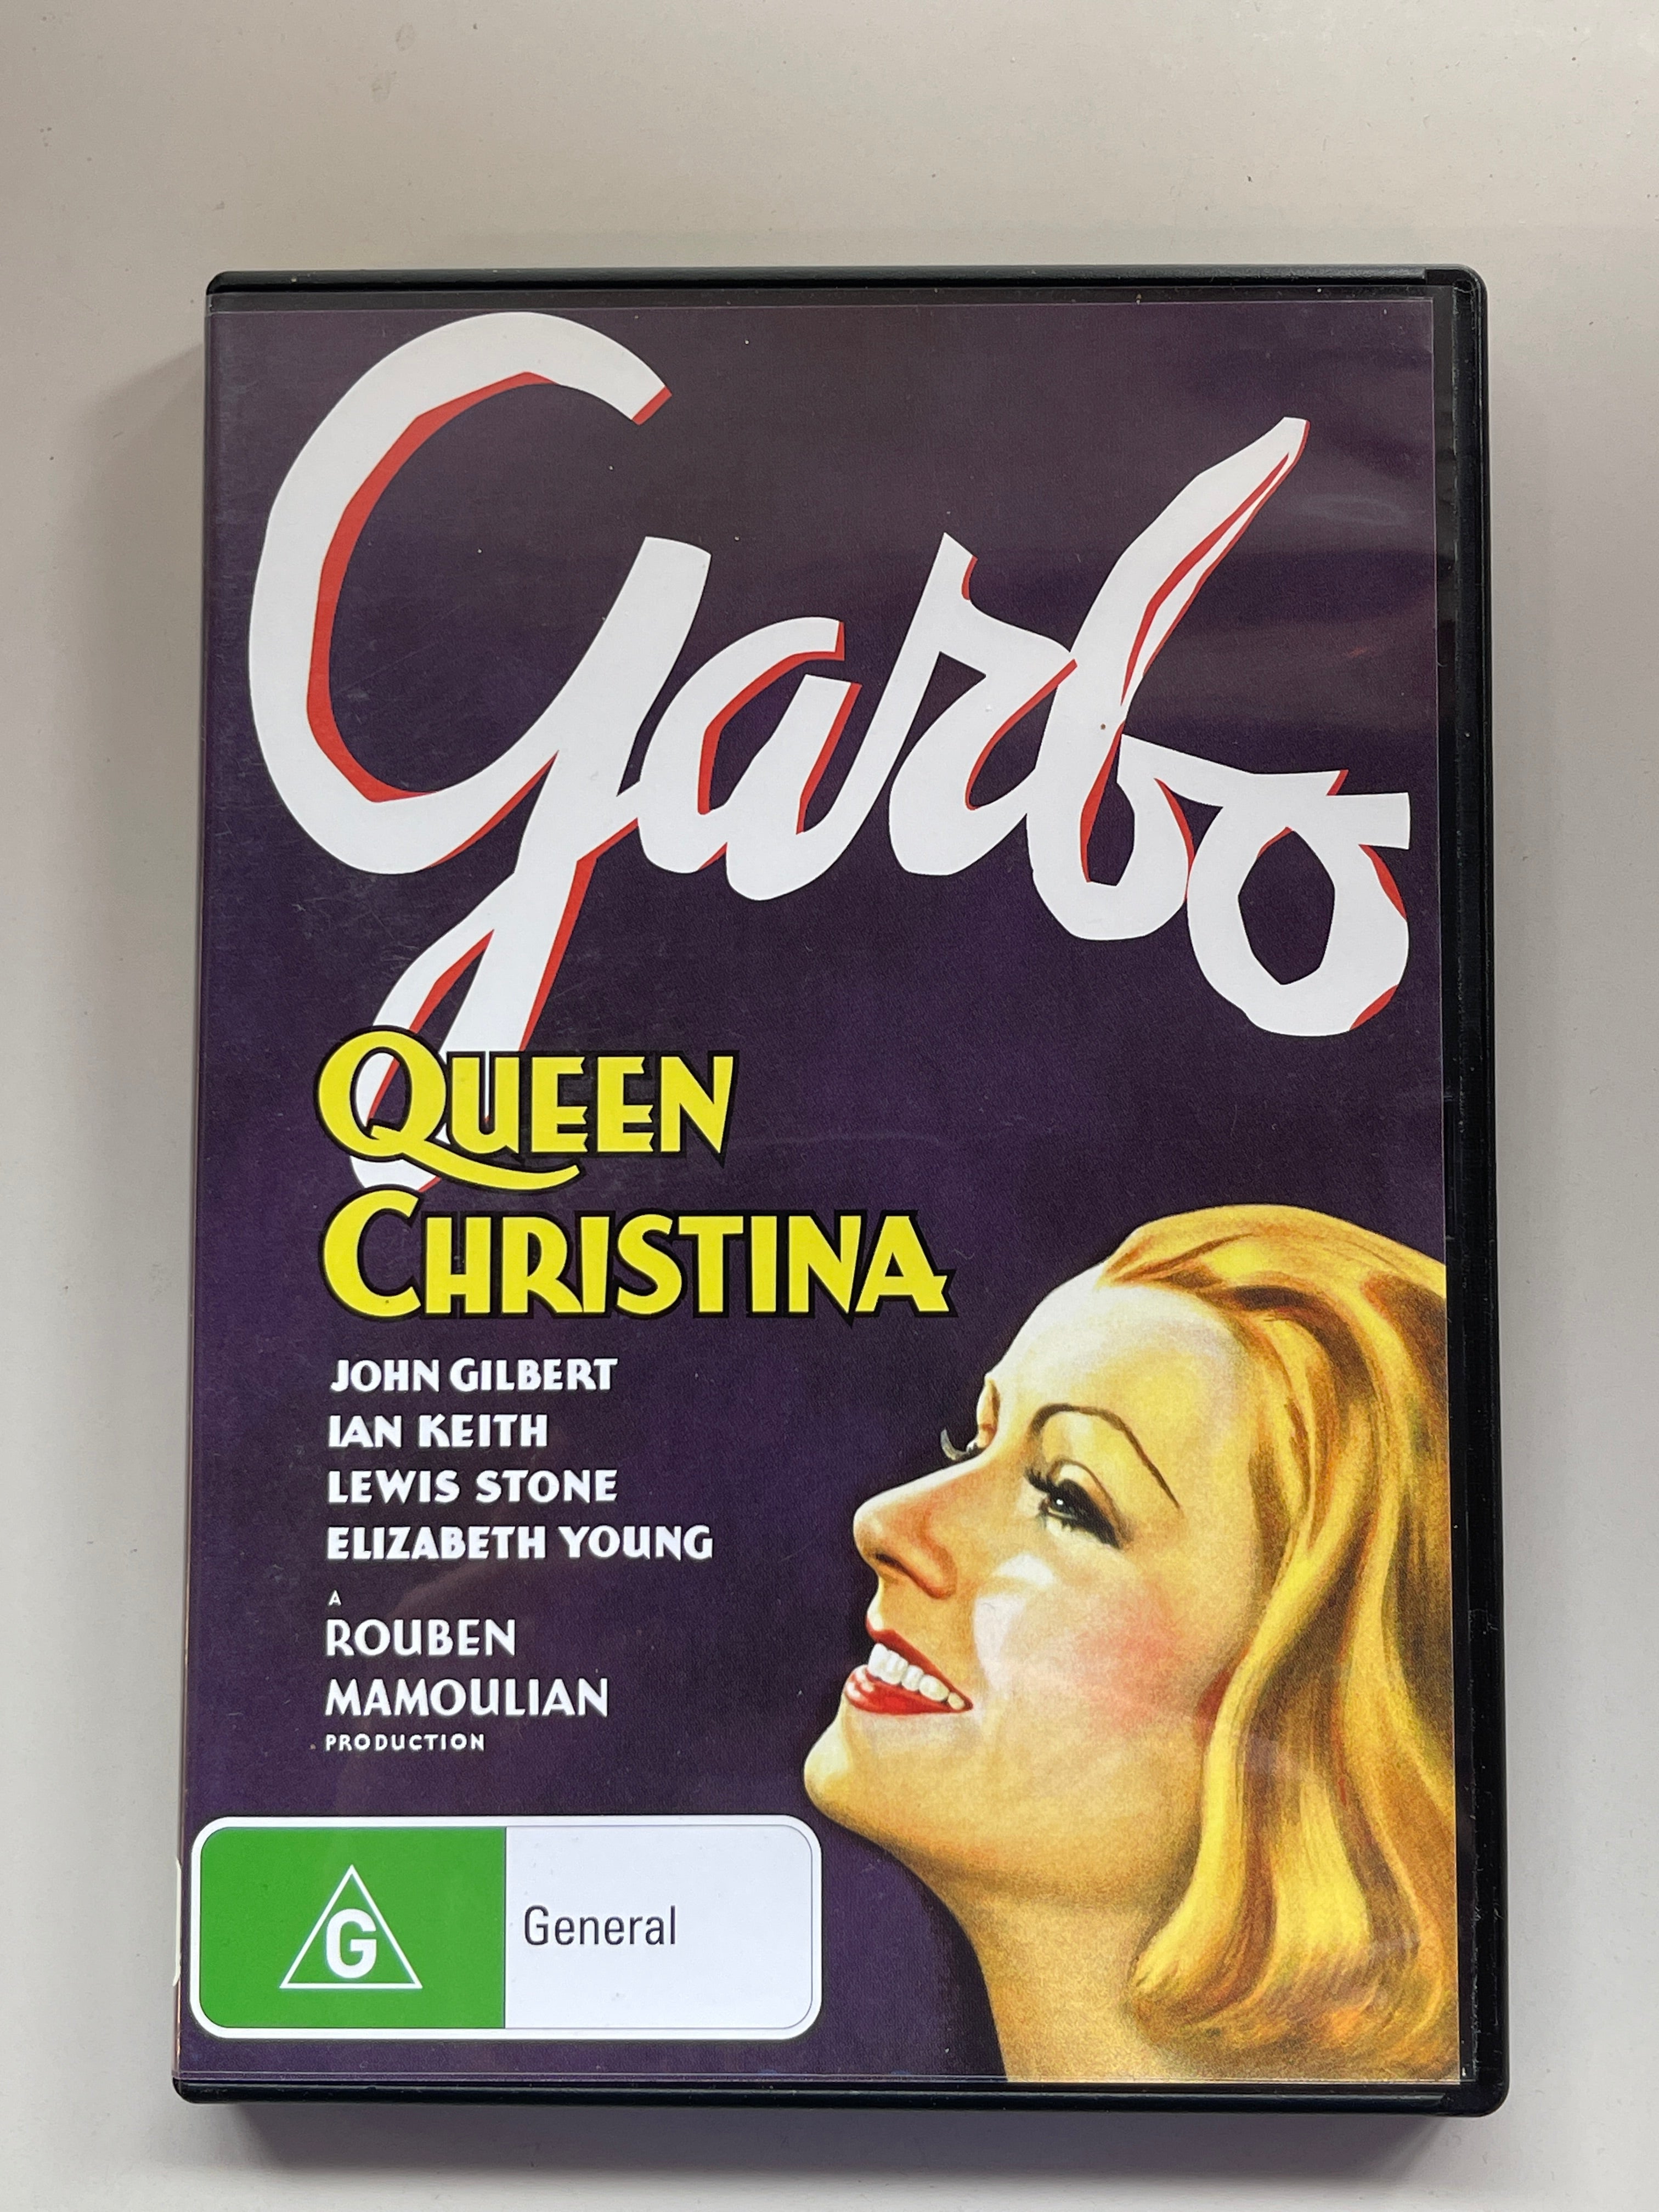 Garbo
QUEEN
CHRISTINA
JOHN GILBERT
IAN KEITH
LEWIS STONE
ELIZABETH YOUNG
A
ROUBEN
MAMOULIAN
PRODUCTION
G
General